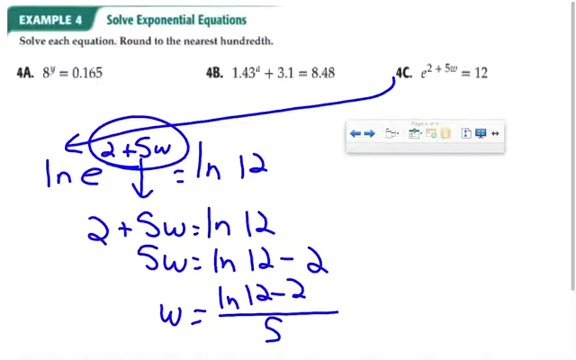 EXAMPLE 4 Solve Exponential Equations
Solve each equation. Round to the nearest hundredth.
4A. 8^y = 0.165 4B. 1.43^d + 3.1 = 8.48 4C. e^{2 + 5w} = 12
ln e^{2 + 5w} = ln 12
2 + 5w = ln 12
5w = ln 12 - 2
w = \frac{ln 12 - 2}{5}